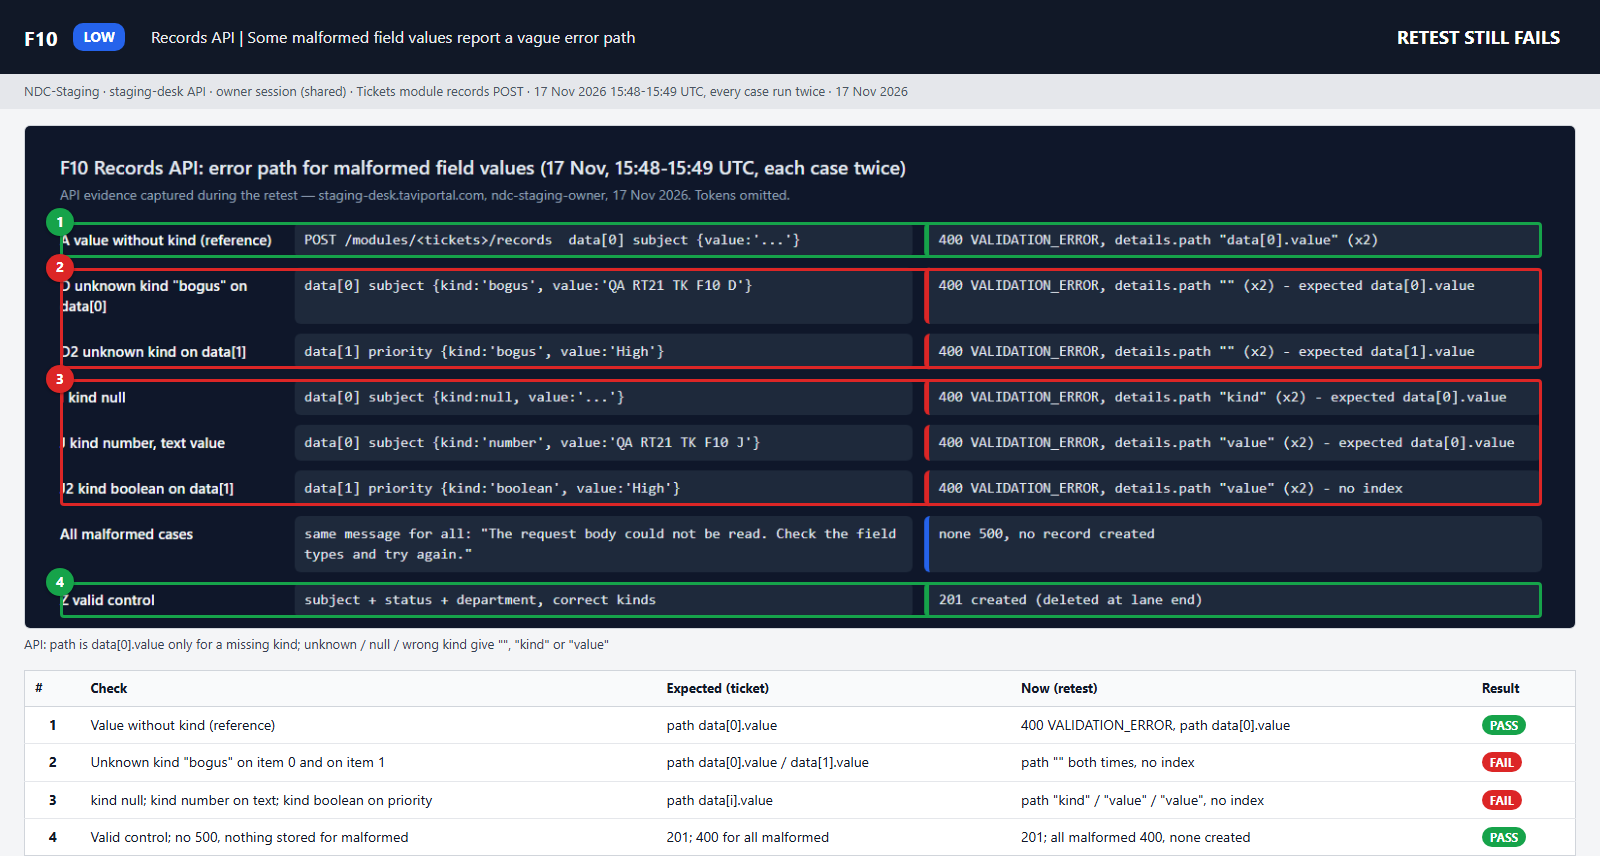 F10 LOW Records API | Some malformed field values report a vague error path RETEST STILL FAILS
NDC-Staging · staging-desk API · owner session (shared) · Tickets module records POST · 17 Nov 2026 15:48-15:49 UTC, every case run twice · 17 Nov 2026
F10 Records API: error path for malformed field values (17 Nov, 15:48-15:49 UTC, each case twice)
API evidence captured during the retest — staging-desk.taviportal.com, ndc-staging-owner, 17 Nov 2026. Tokens omitted.
1
A value without kind (reference) POST /modules/<tickets>/records data[0] subject {value:'...'} 400 VALIDATION_ERROR, details.path "data[0].value" (x2)
2
D unknown kind "bogus" on data[0] subject {kind:'bogus', value:'QA RT21 TK F10 D'} 400 VALIDATION_ERROR, details.path "" (x2) - expected data[0].value
data[0]
D2 unknown kind on data[1] data[1] priority {kind:'bogus', value:'High'} 400 VALIDATION_ERROR, details.path "" (x2) - expected data[1].value
3
kind null data[0] subject {kind:null, value:'...'} 400 VALIDATION_ERROR, details.path "kind" (x2) - expected data[0].value
J kind number, text value data[0] subject {kind:'number', value:'QA RT21 TK F10 J'} 400 VALIDATION_ERROR, details.path "value" (x2) - expected data[0].value
J2 kind boolean on data[1] data[1] priority {kind:'boolean', value:'High'} 400 VALIDATION_ERROR, details.path "value" (x2) - no index
All malformed cases same message for all: "The request body could not be read. Check the field none 500, no record created
types and try again."
4
Z valid control subject + status + department, correct kinds 201 created (deleted at lane end)
API: path is data[0].value only for a missing kind; unknown / null / wrong kind give "", "kind" or "value"
# Check Expected (ticket) Now (retest) Result
1 Value without kind (reference) path data[0].value 400 VALIDATION_ERROR, path data[0].value PASS
2 Unknown kind "bogus" on item 0 and on item 1 path data[0].value / data[1].value path "" both times, no index FAIL
3 kind null; kind number on text; kind boolean on priority path data[i].value path "kind" / "value" / "value", no index FAIL
4 Valid control; no 500, nothing stored for malformed 201; 400 for all malformed 201; all malformed 400, none created PASS